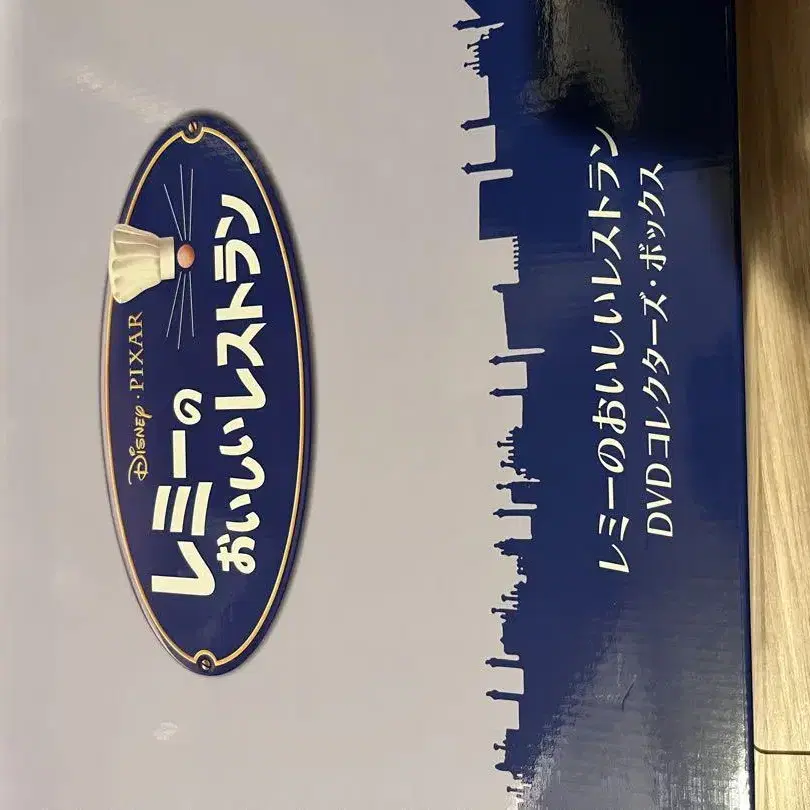 DISNEY・PIXAR
レミーの
おいしいレストラン
レミーのおいしいレストラン
DVDコレクターズ・ボックス